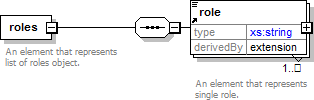 roles
An element that represents
list of roles object.
role
type xs:string
derivedBy extension
1..□
An element that represents
single role.